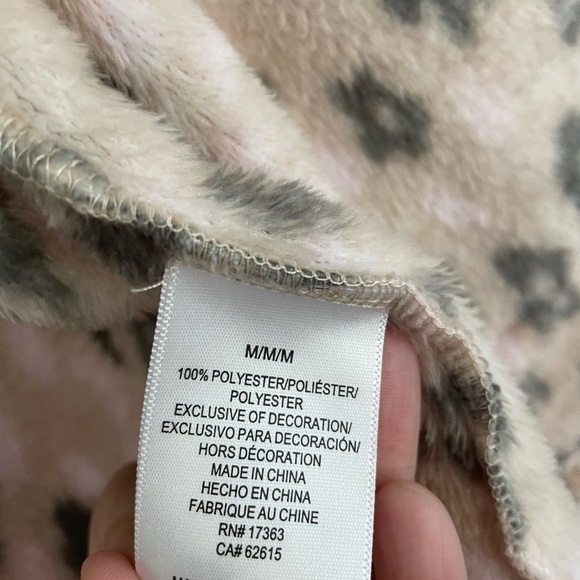 M/M/M
100% POLYESTER/POLIÉSTER/
POLYESTER
EXCLUSIVE OF DECORATION/
EXCLUSIVO PARA DECORACIÓN/
HORS DÉCORATION
MADE IN CHINA
HECHO EN CHINA
FABRIQUE AU CHINE
RN# 17363
CA# 62615